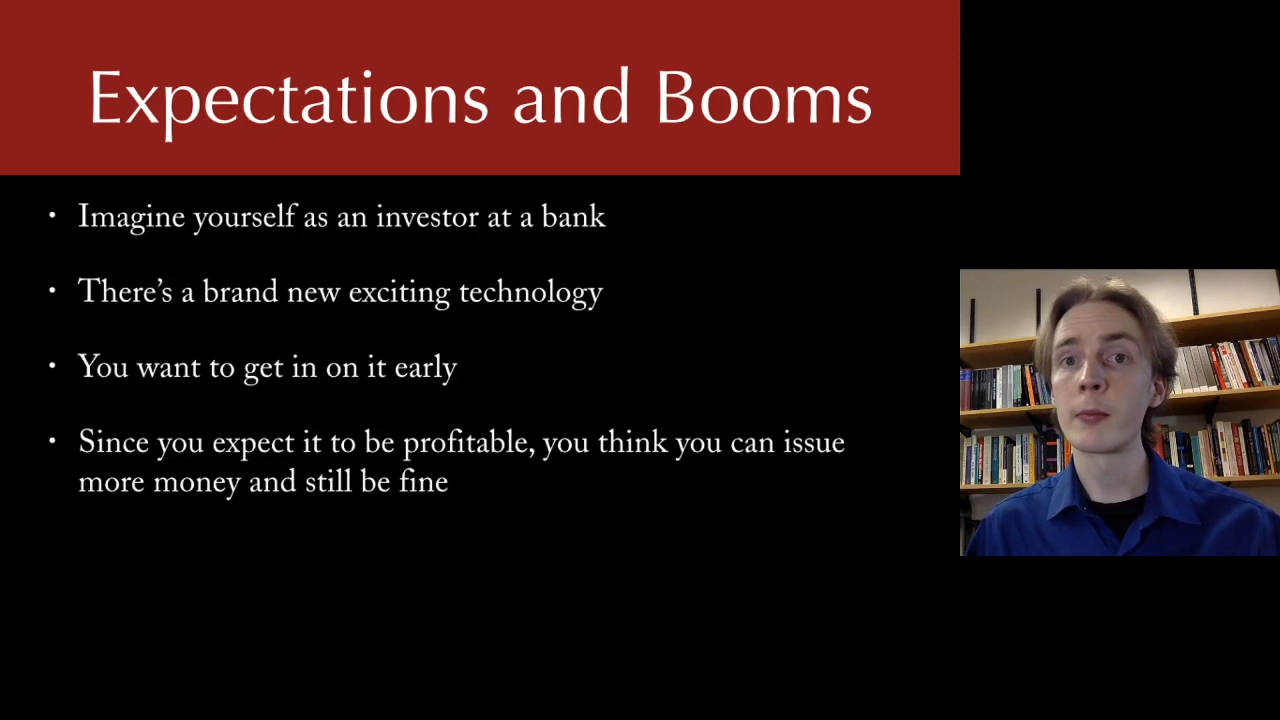 Expectations and Booms
• Imagine yourself as an investor at a bank
• There's a brand new exciting technology
• You want to get in on it early
• Since you expect it to be profitable, you think you can issue
more money and still be fine